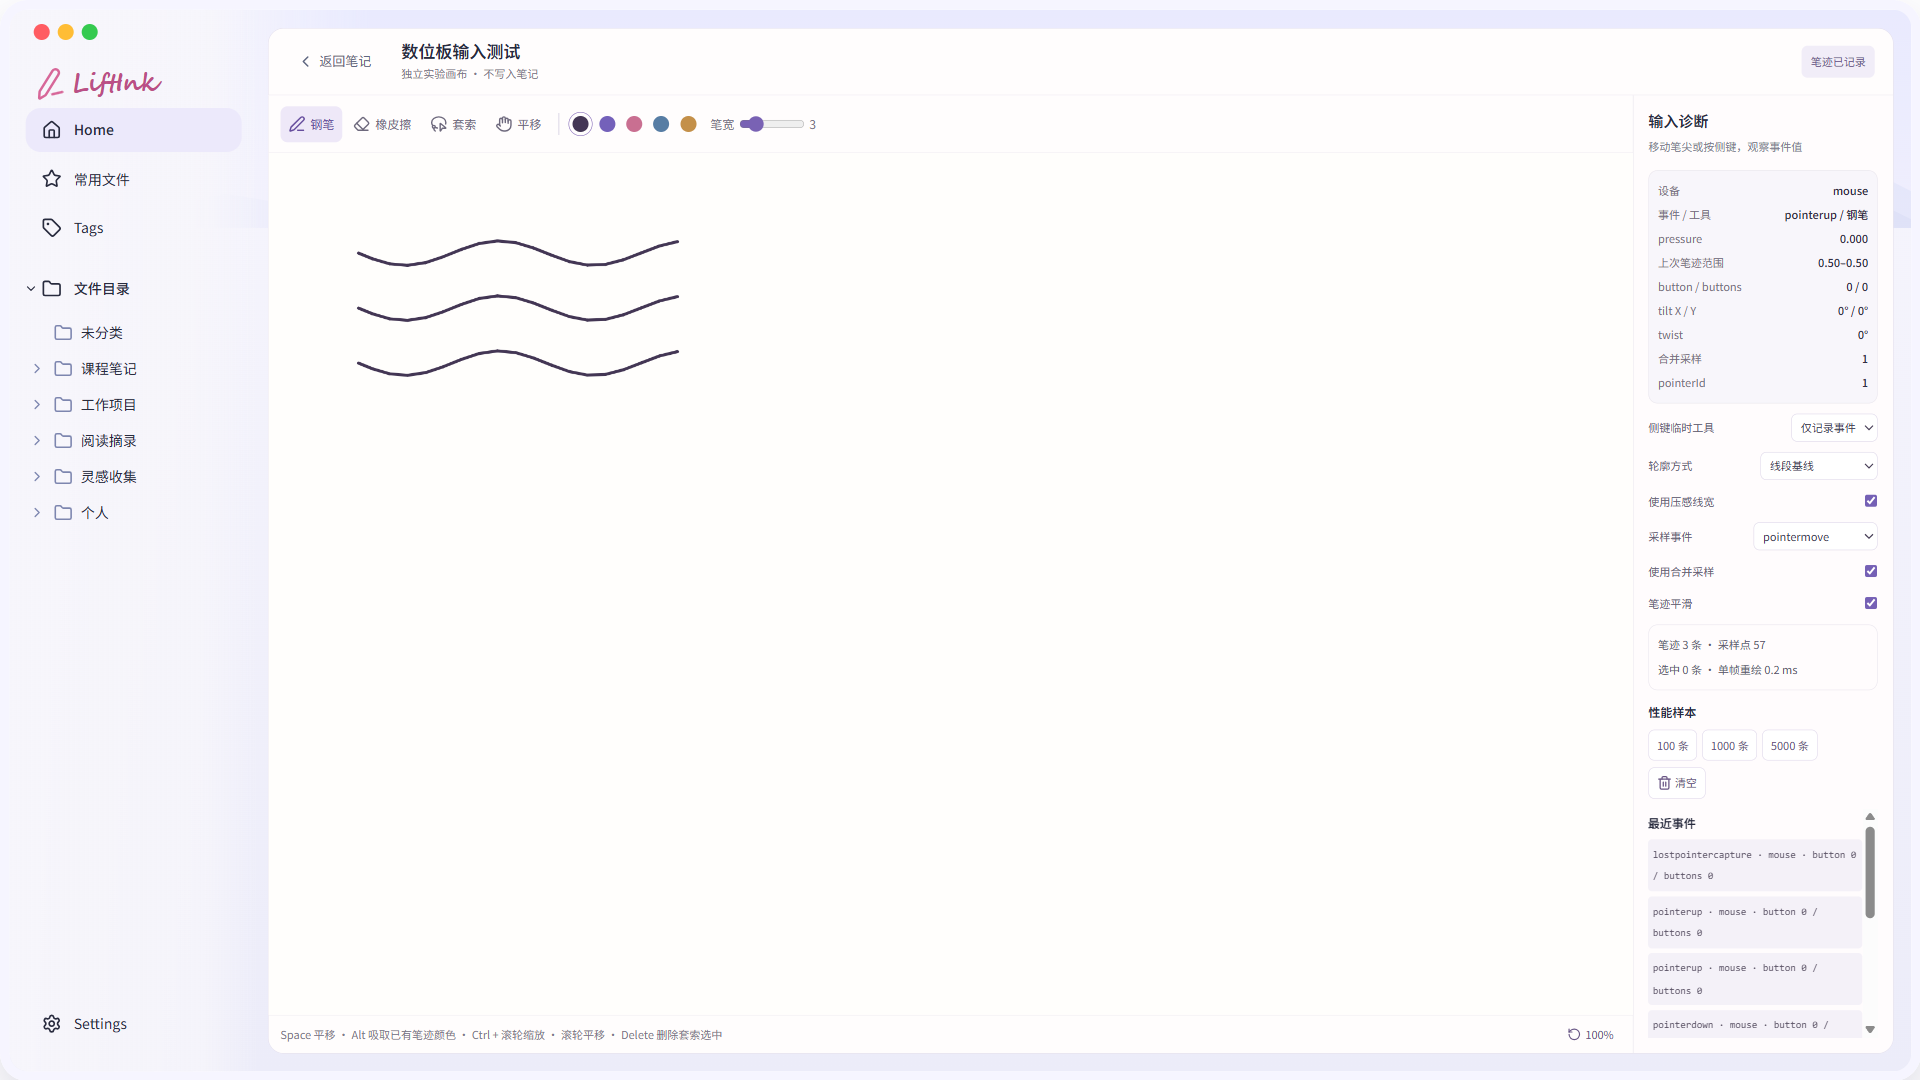 LiftInk
Home
常用文件
Tags
文件目录
未分类
课程笔记
工作项目
阅读摘录
灵感收集
个人
Settings
返回笔记
数位板输入测试
独立实验画布 · 不写入笔记
笔迹已记录
钢笔 橡皮擦 套索 平移 笔宽 3
输入诊断
移动笔尖或按侧键，观察事件值
设备 mouse
事件 / 工具 pointerup / 钢笔
pressure 0.000
上次笔迹范围 0.50–0.50
button / buttons 0 / 0
tilt X / Y 0° / 0°
twist 0°
合并采样 1
pointerId 1
侧键临时工具 仅记录事件
轮廓方式 线段基线
使用压感线宽
采样事件 pointermove
使用合并采样
笔迹平滑
笔迹 3 条 · 采样点 57
选中 0 条 · 单帧重绘 0.2 ms
性能样本
100 条 1000 条 5000 条
清空
最近事件
lostpointercapture · mouse · button 0
/ buttons 0
pointerup · mouse · button 0 /
buttons 0
pointerup · mouse · button 0 /
buttons 0
pointerdown · mouse · button 0 /
Space 平移 · Alt 吸取已有笔迹颜色 · Ctrl + 滚轮缩放 · 滚轮平移 · Delete 删除套索选中
100%